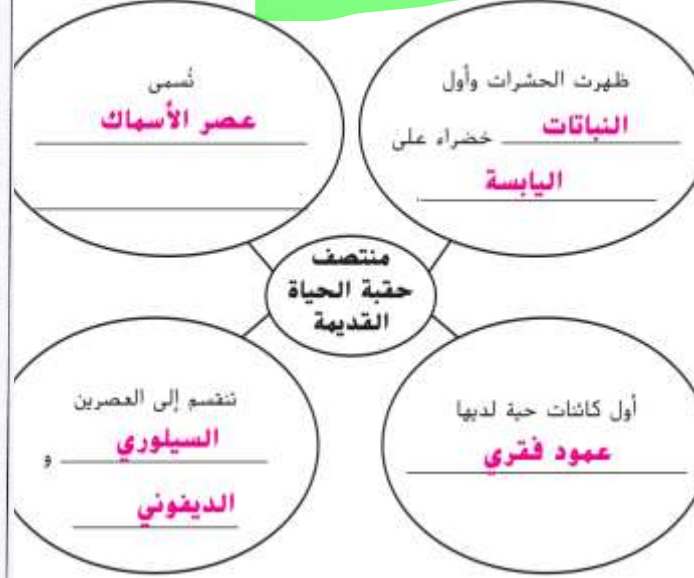 ظهرت الحشرات وأول
النباتات خضراء على
اليابسة.
تُسمى
عصر الأسماك
منتصف
حقبة الحياة
القديمة
أول كائنات حية لديها
عمود فقري
تنقسم إلى العصرين
السيلوري و
الديفوني